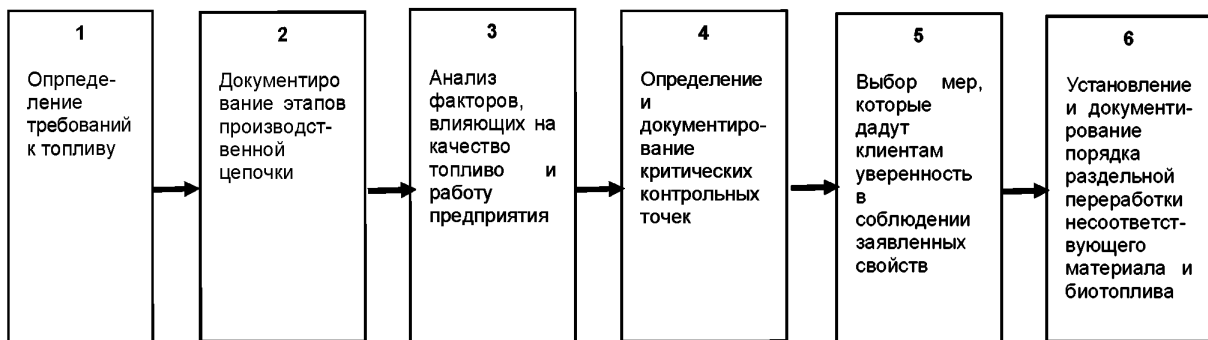 1
Опрпеде-
ление
требований
к топливу
2
Документиро
вание этапов
производст-
венной
цепочки
3
Анализ
факторов,
влияющих на
качество
топливо и
работу
предприятия
4
Определение
и
документиро-
вание
критических
контрольных
точек
5
Выбор мер,
которые
дадут
клиентам
уверенность
в
соблюдении
заявленных
свойств
6
Установление
и документи-
рование
порядка
раздельной
переработки
несоответст-
вующего
материала и
биотоплива